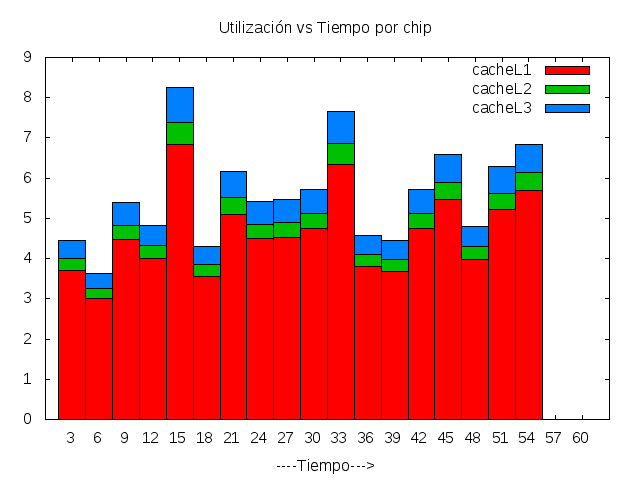 Utilización vs Tiempo por chip
cacheL1
cacheL2
cacheL3
9
8
7
6
5
4
3
2
1
0
3 6 9 12 15 18 21 24 27 30 33 36 39 42 45 48 51 54 57 60
----Tiempo--->